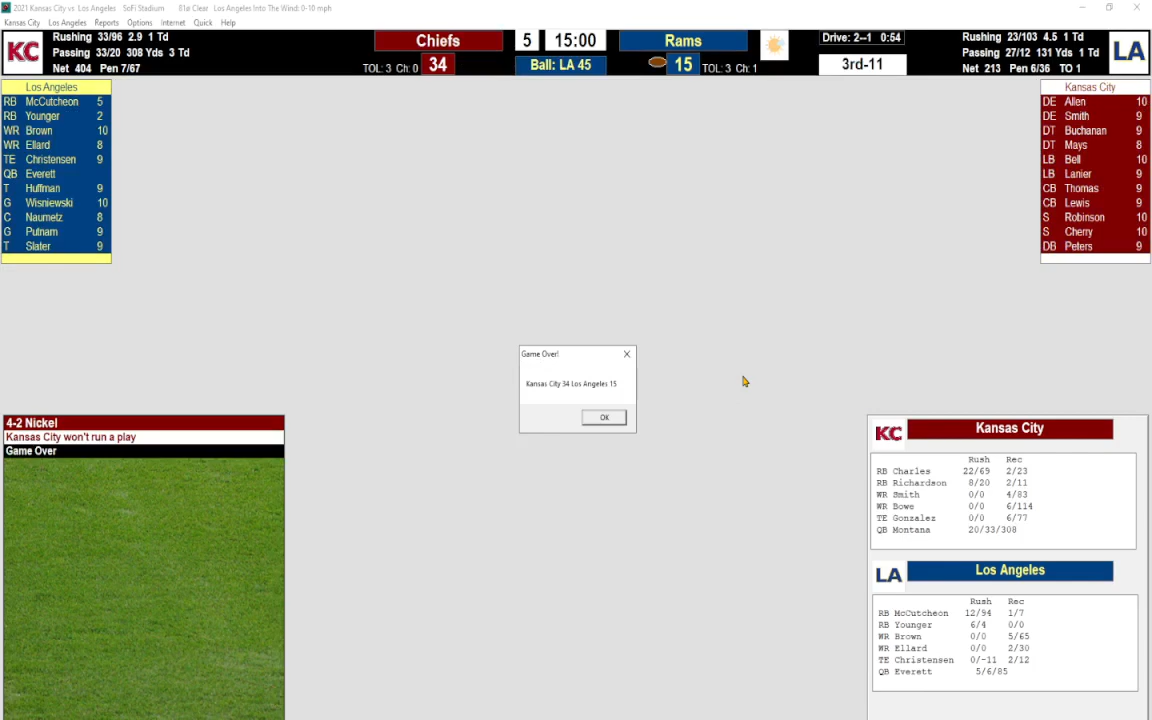 2021 Kansas City vs Los Angeles SoFi Stadium 81ø Clear Los Angeles Into The Wind: 0-10 mph
Kansas City Los Angeles Reports Options Internet Quick Help
KC
Rushing 33/96 2.9 1 Td
Passing 33/20 308 Yds 3 Td
Net 404 Pen 7/67
Chiefs
TOL: 3 Ch: 0 34
5 15:00
Ball: LA 45
Rams
15 TOL: 3 Ch: 1
Drive: 2--1 0:54
3rd-11
Rushing 23/103 4.5 1 Td
Passing 27/12 131 Yds 1 Td
Net 213 Pen 6/36 TO 1
LA
Los Angeles
RB McCutcheon 5
RB Younger 2
WR Brown 10
WR Ellard 8
TE Christensen 9
QB Everett
T Huffman 9
G Wisniewski 10
C Naumetz 8
G Putnam 9
T Slater 9
Kansas City
DE Allen 10
DE Smith 9
DT Buchanan 9
DT Mays 8
LB Bell 10
LB Lanier 9
CB Thomas 9
CB Lewis 9
S Robinson 10
S Cherry 10
DB Peters 9
Game Over!
Kansas City 34 Los Angeles 15
OK
4-2 Nickel
Kansas City won't run a play
Game Over
KC Kansas City
Rush Rec
RB Charles 22/69 2/23
RB Richardson 8/20 2/11
WR Smith 0/0 4/83
WR Bowe 0/0 6/114
TE Gonzalez 0/0 6/77
QB Montana 20/33/308
LA Los Angeles
Rush Rec
RB McCutcheon 12/94 1/7
RB Younger 6/4 0/0
WR Brown 0/0 5/65
WR Ellard 0/0 2/30
TE Christensen 0/-11 2/12
QB Everett 5/6/85